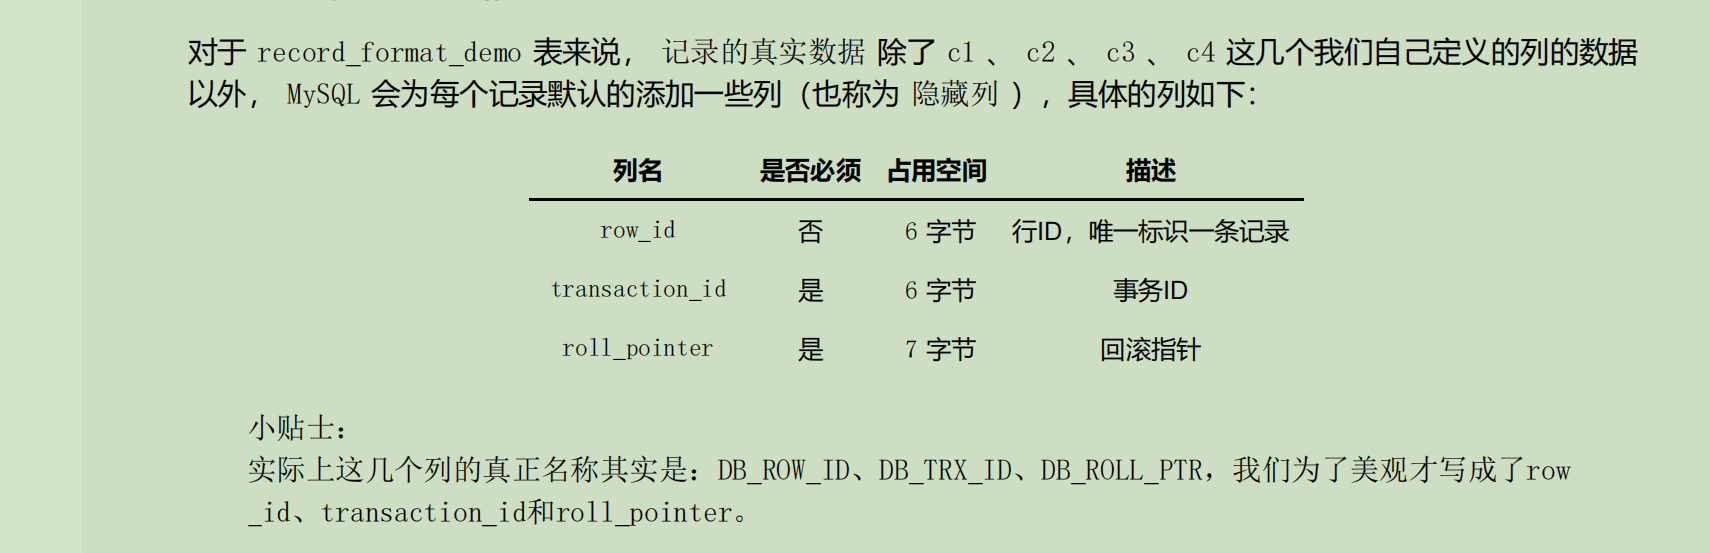 对于 record_format_demo 表来说， 记录的真实数据 除了 c1 、 c2 、 c3 、 c4 这几个我们自己定义的列的数据
以外， MySQL 会为每个记录默认的添加一些列（也称为 隐藏列 ），具体的列如下：
列名 是否必须 占用空间 描述
row_id 否 6 字节 行ID，唯一标识一条记录
transaction_id 是 6 字节 事务ID
roll_pointer 是 7 字节 回滚指针
小贴士：
实际上这几个列的真正名称其实是：DB_ROW_ID、DB_TRX_ID、DB_ROLL_PTR，我们为了美观才写成了row
_id、transaction_id和roll_pointer。